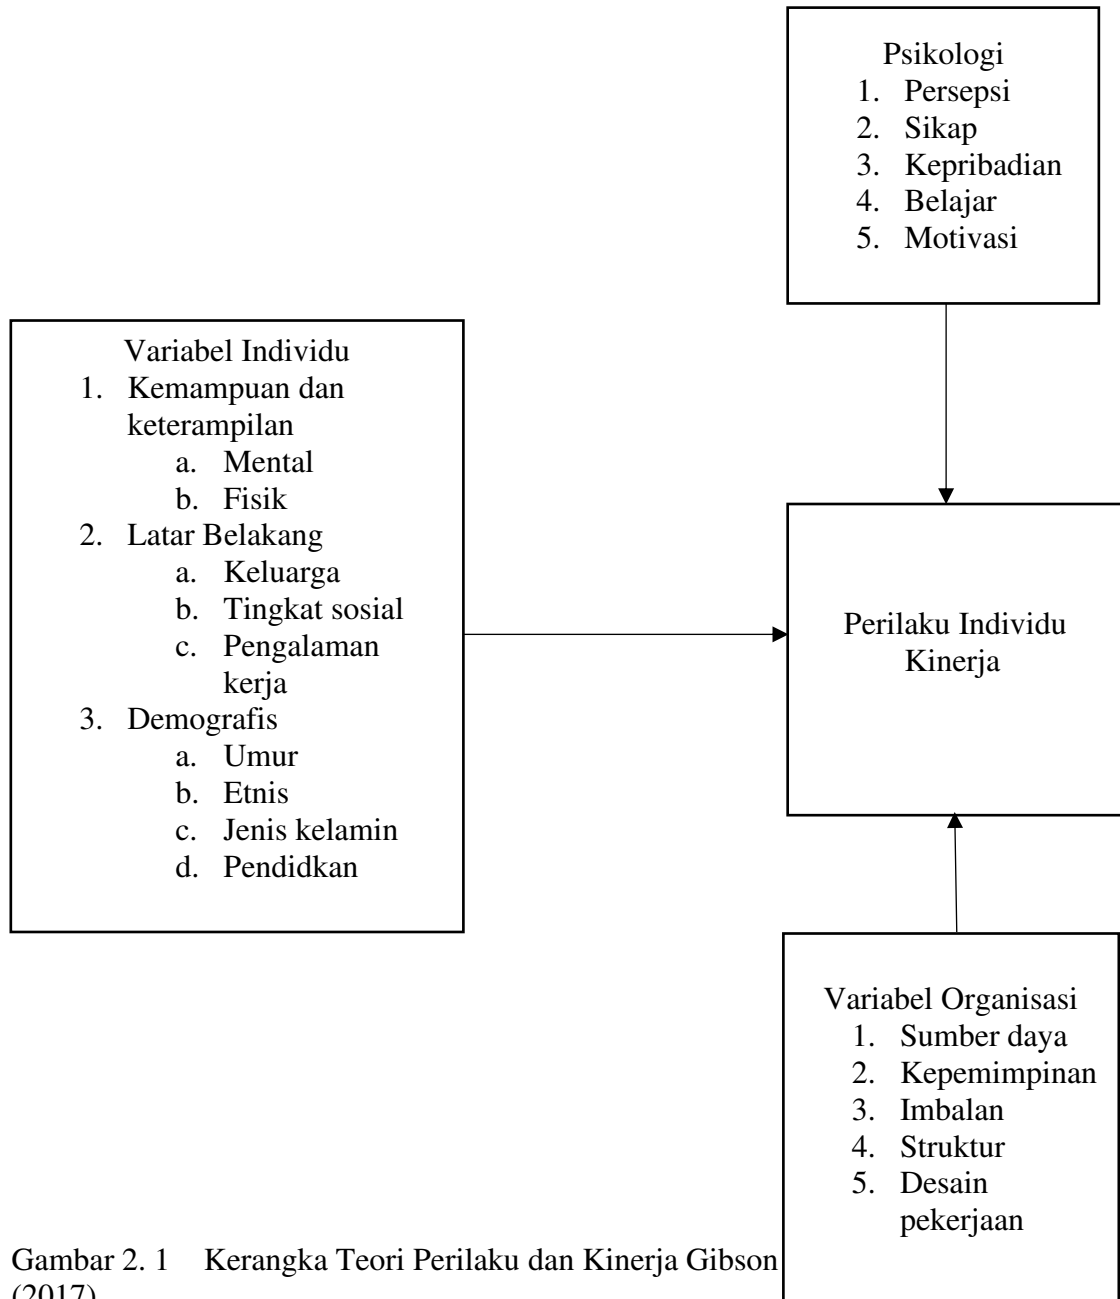 Psikologi
1. Persepsi
2. Sikap
3. Kepribadian
4. Belajar
5. Motivasi
Variabel Individu
1. Kemampuan dan
keterampilan
a. Mental
b. Fisik
2. Latar Belakang
a. Keluarga
b. Tingkat sosial
c. Pengalaman
kerja
3. Demografis
a. Umur
b. Etnis
c. Jenis kelamin
d. Pendidkan
Perilaku Individu
Kinerja
Variabel Organisasi
1. Sumber daya
2. Kepemimpinan
3. Imbalan
4. Struktur
5. Desain
pekerjaan
Gambar 2. 1 Kerangka Teori Perilaku dan Kinerja Gibson
(2017)